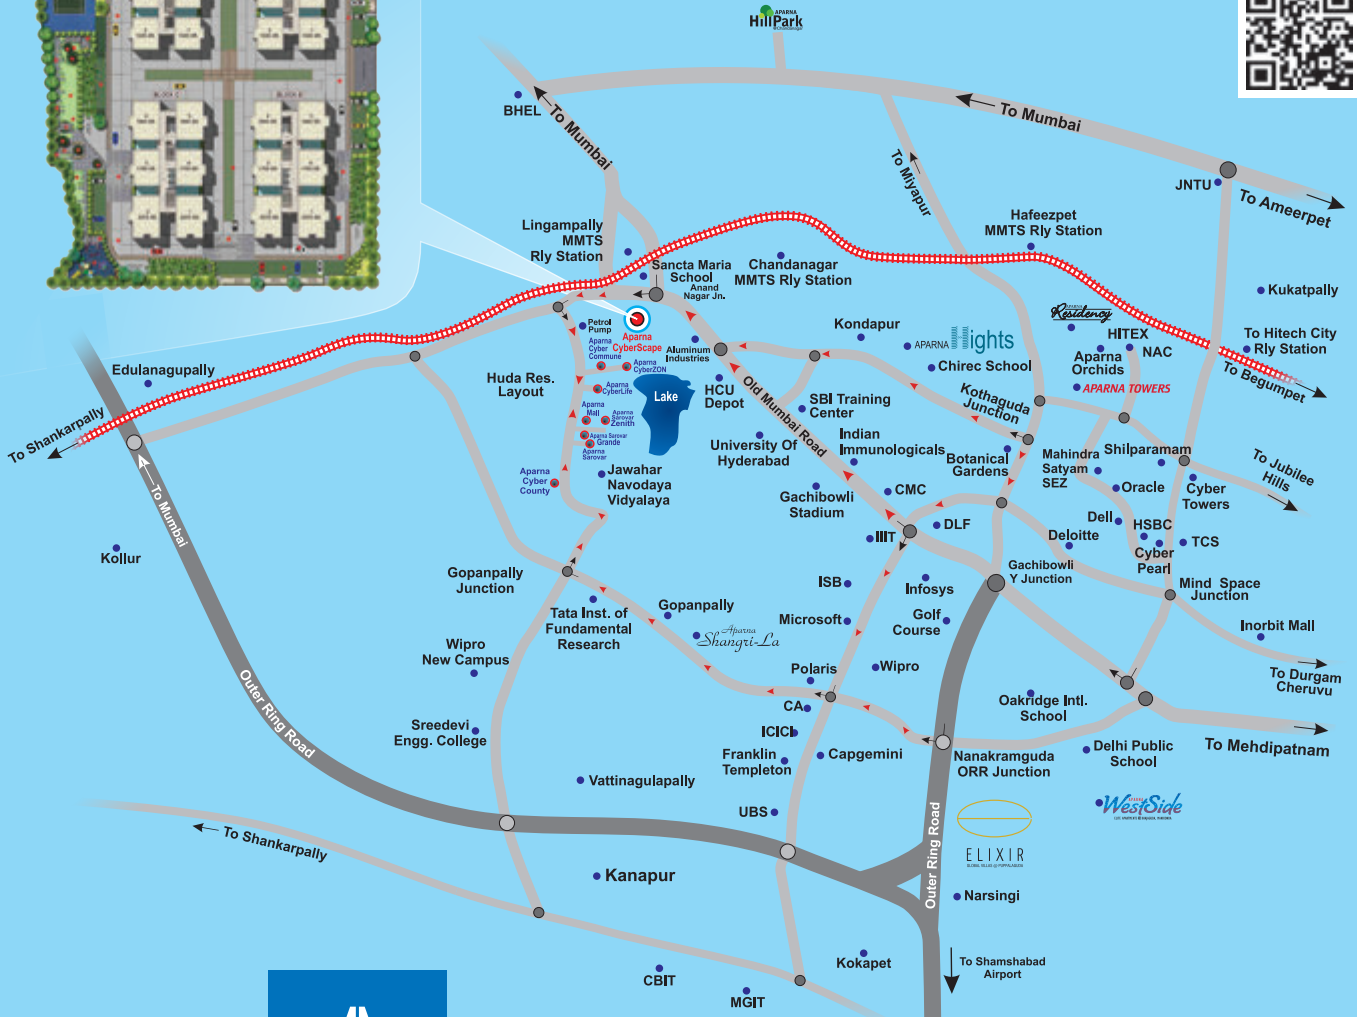 APARNA
HillPark
BLOCK C
BLOCK B
BHEL
To Mumbai
To Mumbai
To Miyapur
JNTU
To Ameerpet
Lingampally
MMTS
Rly Station
Hafeezpet
MMTS Rly Station
Sancta Maria
School
Anand
Nagar Jn.
Chandanagar
MMTS Rly Station
Kukatpally
Petrol
Pump
Aparna
CyberScape
Kondapur
APARNA Hights
APARNA
Residency
HITEX
NAC
To Hitech City
Rly Station
To Begumpet
Aparna
Cyber
Commune
Aluminum
Industries
Aparna
CyberZON
Chirec School
Aparna
Orchids
APARNA TOWERS
Edulanagupally
Huda Res.
Layout
Aparna
CyberLife
Lake
HCU
Depot
Old Mumbai Road
SBI Training
Center
Kothaguda
Junction
Aparna
Mall
Aparna
Sarovar
Zenith
To Shankarpally
Aparna Sarovar
Grande
Aparna
Sarovar
University Of
Hyderabad
Indian
Immunologicals
Botanical
Gardens
Mahindra
Satyam
SEZ
Shilparamam
To Jubilee
Hills
Aparna
Cyber
County
Jawahar
Navodaya
Vidyalaya
Gachibowli
Stadium
CMC
Oracle
Cyber
Towers
To Mumbai
DLF
Dell
HSBC
IIIT
Deloitte
Cyber
Pearl
TCS
Kollur
Gopanpally
Junction
ISB
Infosys
Gachibowli
Y Junction
Mind Space
Junction
Tata Inst. of
Fundamental
Research
Gopanpally
Aparna
Shangri-La
Microsoft
Golf
Course
Inorbit Mall
Wipro
New Campus
Polaris
Wipro
To Durgam
Cheruvu
Outer Ring Road
CA
Oakridge Intl.
School
Sreedevi
Engg. College
ICICI
To Mehdipatnam
Franklin
Templeton
Capgemini
Nanakramguda
ORR Junction
Delhi Public
School
Vattinagulapally
UBS
WestSide
Outer Ring Road
To Shankarpally
ELIXIR
Kanapur
Narsingi
Kokapet
To Shamshabad
Airport
CBIT
MGIT